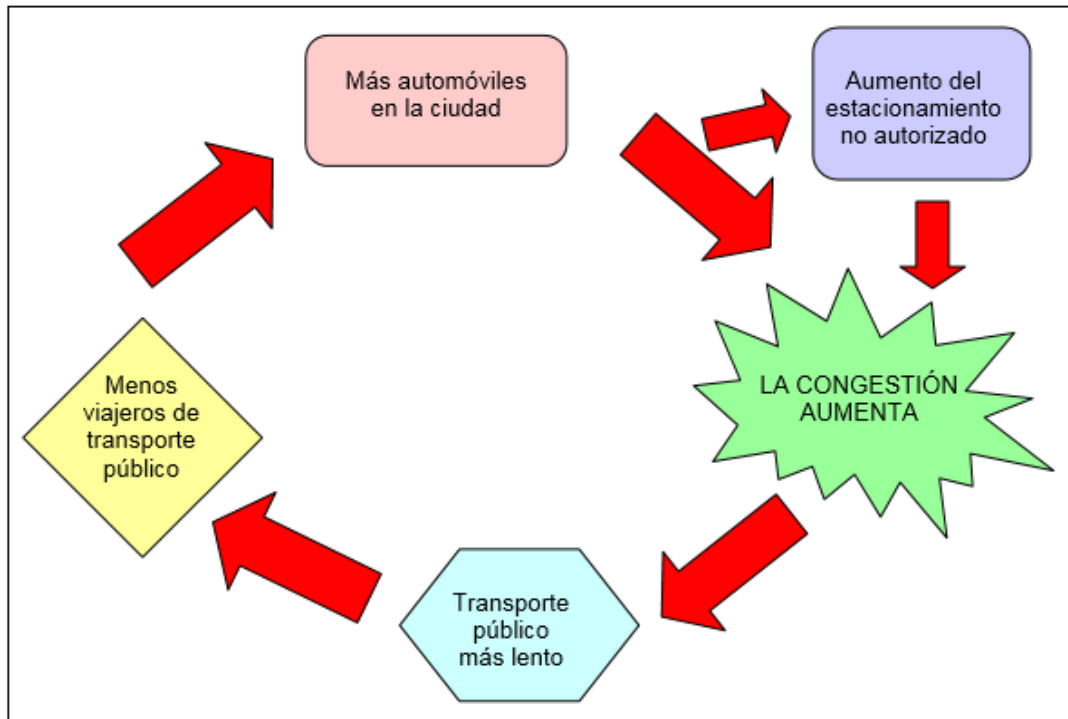 Más automóviles
en la ciudad
Aumento del
estacionamiento
no autorizado
LA CONGESTIÓN
AUMENTA
Transporte
público
más lento
Menos
viajeros de
transporte
público